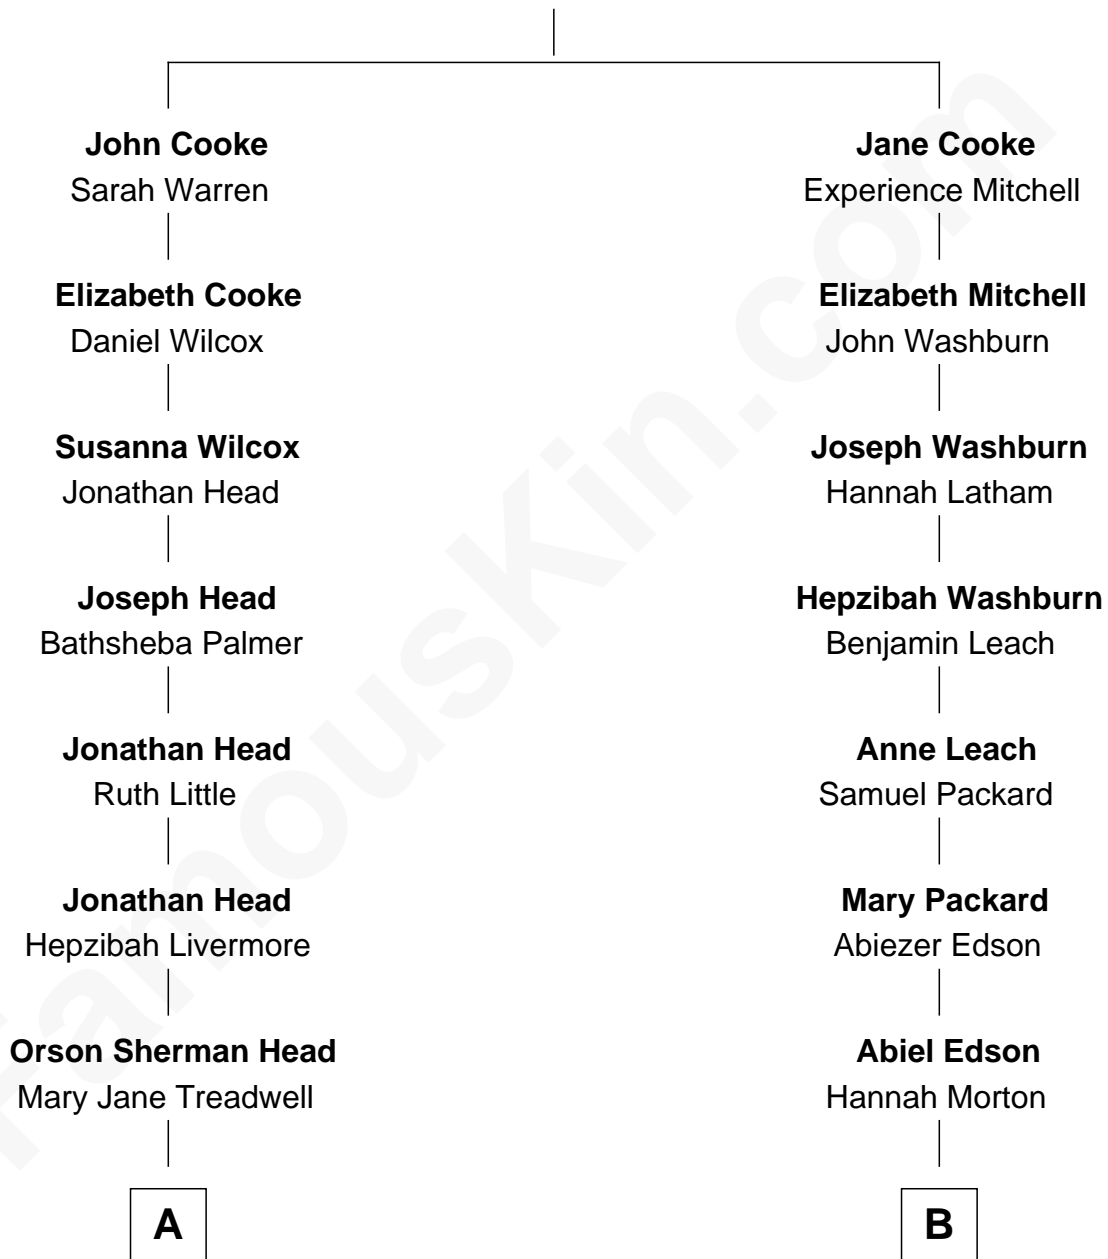 John Cooke
Sarah Warren
Jane Cooke
Experience Mitchell
Elizabeth Cooke
Daniel Wilcox
Elizabeth Mitchell
John Washburn
Susanna Wilcox
Jonathan Head
Joseph Washburn
Hannah Latham
Joseph Head
Bathsheba Palmer
Hepzibah Washburn
Benjamin Leach
Jonathan Head
Ruth Little
Anne Leach
Samuel Packard
Jonathan Head
Hepzibah Livermore
Mary Packard
Abiezer Edson
Orson Sherman Head
Mary Jane Treadwell
Abiel Edson
Hannah Morton
A
B
FamousKin.com